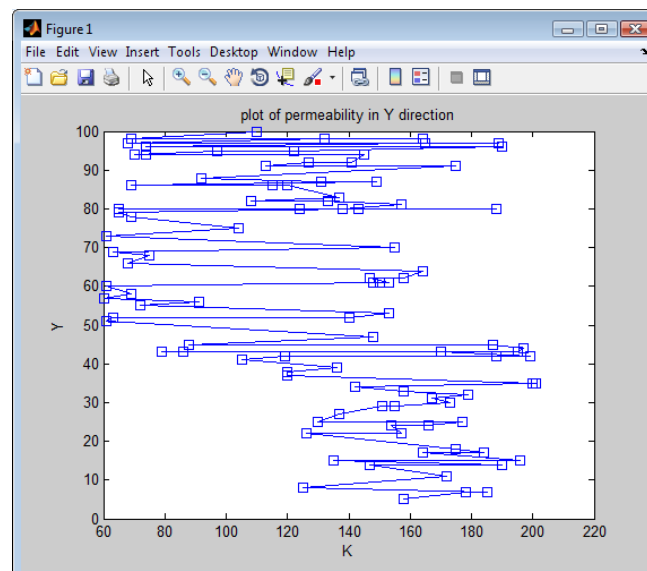 Figure 1
File Edit View Insert Tools Desktop Window Help
plot of permeability in Y direction
100
90
80
70
60
50
40
30
20
10
0
Y
60 80 100 120 140 160 180 200 220
K